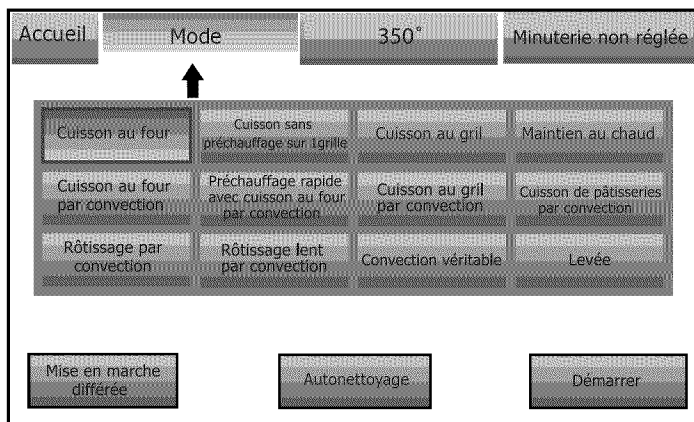 Accueil
Mode
350°
Minuterie non réglée
Cuisson au four
Cuisson sans
préchauffage sur 1grille
Cuisson au gril
Maintien au chaud
Cuisson au four
par convection
Préchauffage rapide
avec cuisson au four
par convection
Cuisson au gril
par convection
Cuisson de pâtisseries
par convection
Rôtissage par
convection
Rôtissage lent
par convection
Convection véritable
Levée
Mise en marche
différée
Autonettoyage
Démarrer